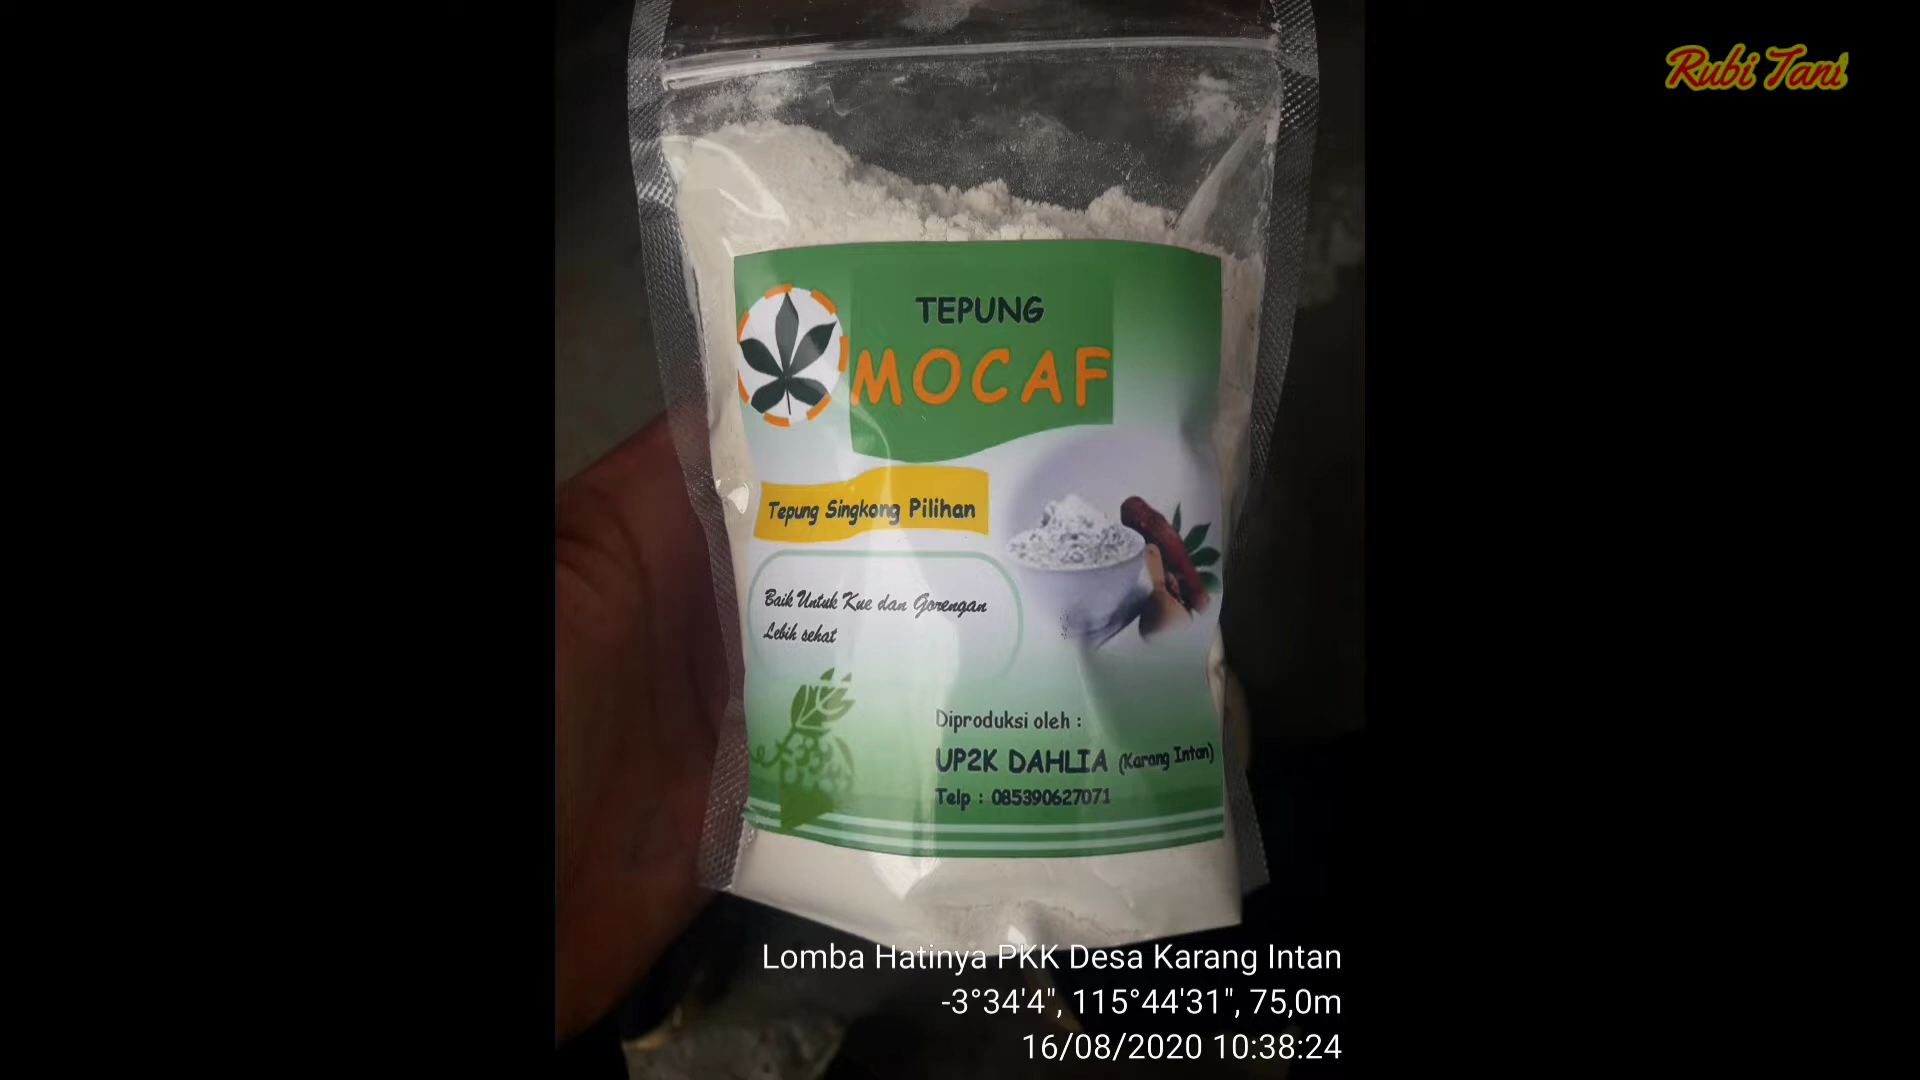 Rubi Tani
TEPUNG
MOCAF
Tepung Singkong Pilihan
Baik Untuk Kue dan Gorengan
Lebih sehat
Diproduksi oleh :
UP2K DAHLIA (Karang Intan)
Telp : 085390627071
Lomba Hatinya PKK Desa Karang Intan
-3°34'4", 115°44'31", 75,0m
16/08/2020 10:38:24